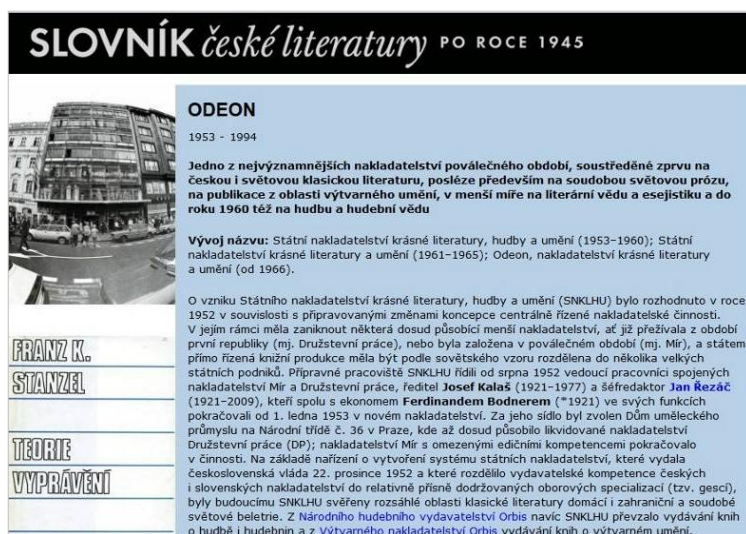 SLOVNÍK české literatury PO ROCE 1945
ODEON
1953 - 1994
Jedno z nejvýznamnějších nakladatelství poválečného období, soustředěné zprvu na
českou i světovou klasickou literaturu, posléze především na soudobou světovou prózu,
na publikace z oblasti výtvarného umění, v menší míře na literární vědu a esejistiku a do
roku 1960 též na hudbu a hudební vědu
Vývoj názvu: Státní nakladatelství krásné literatury, hudby a umění (1953–1960); Státní
nakladatelství krásné literatury a umění (1961–1965); Odeon, nakladatelství krásné literatury
a umění (od 1966).
O vzniku Státního nakladatelství krásné literatury, hudby a umění (SNKLHU) bylo rozhodnuto v roce
1952 v souvislosti s připravovanými změnami koncepce centrálně řízené nakladatelské činnosti.
V jejím rámci měla zaniknout některá dosud působící menší nakladatelství, ať již přežívala z období
první republiky (mj. Družstevní práce), nebo byla založena v poválečném období (mj. Mír), a státem
přímo řízená knižní produkce měla být podle sovětského vzoru rozdělena do několika velkých
státních podniků. Přípravné pracoviště SNKLHU řídili od srpna 1952 vedoucí pracovníci spojených
nakladatelství Mír a Družstevní práce, ředitel Josef Kalaš (1921–1977) a šéfredaktor Jan Řezáč
(1921–2009), kteří spolu s ekonomem Ferdinandem Bodnerem (*1921) ve svých funkcích
pokračovali od 1. ledna 1953 v novém nakladatelství. Za jeho sídlo byl zvolen Dům uměleckého
průmyslu na Národní třídě č. 36 v Praze, kde až dosud působilo likvidované nakladatelství
Družstevní práce (DP); nakladatelství Mír s omezenými edičními kompetencemi pokračovalo
v činnosti. Na základě nařízení o vytvoření systému státních nakladatelství, které vydala
československá vláda 22. prosince 1952 a které rozdělilo vydavatelské kompetence českých
i slovenských nakladatelství do relativně přísně dodržovaných oborových specializací (tzv. gescí),
byly budoucímu SNKLHU svěřeny rozsáhlé oblasti klasické literatury domácí i zahraniční a soudobé
světové beletrie. Z Národního hudebního vydavatelství Orbis navíc SNKLHU převzalo vydávání knih
o hudbě i hudebnin a z Výtvarného nakladatelství Orbis vydávání knih o výtvarném umění.
FRANZ K.
STANZEL
TEORIE
VYPRÁVĚNÍ